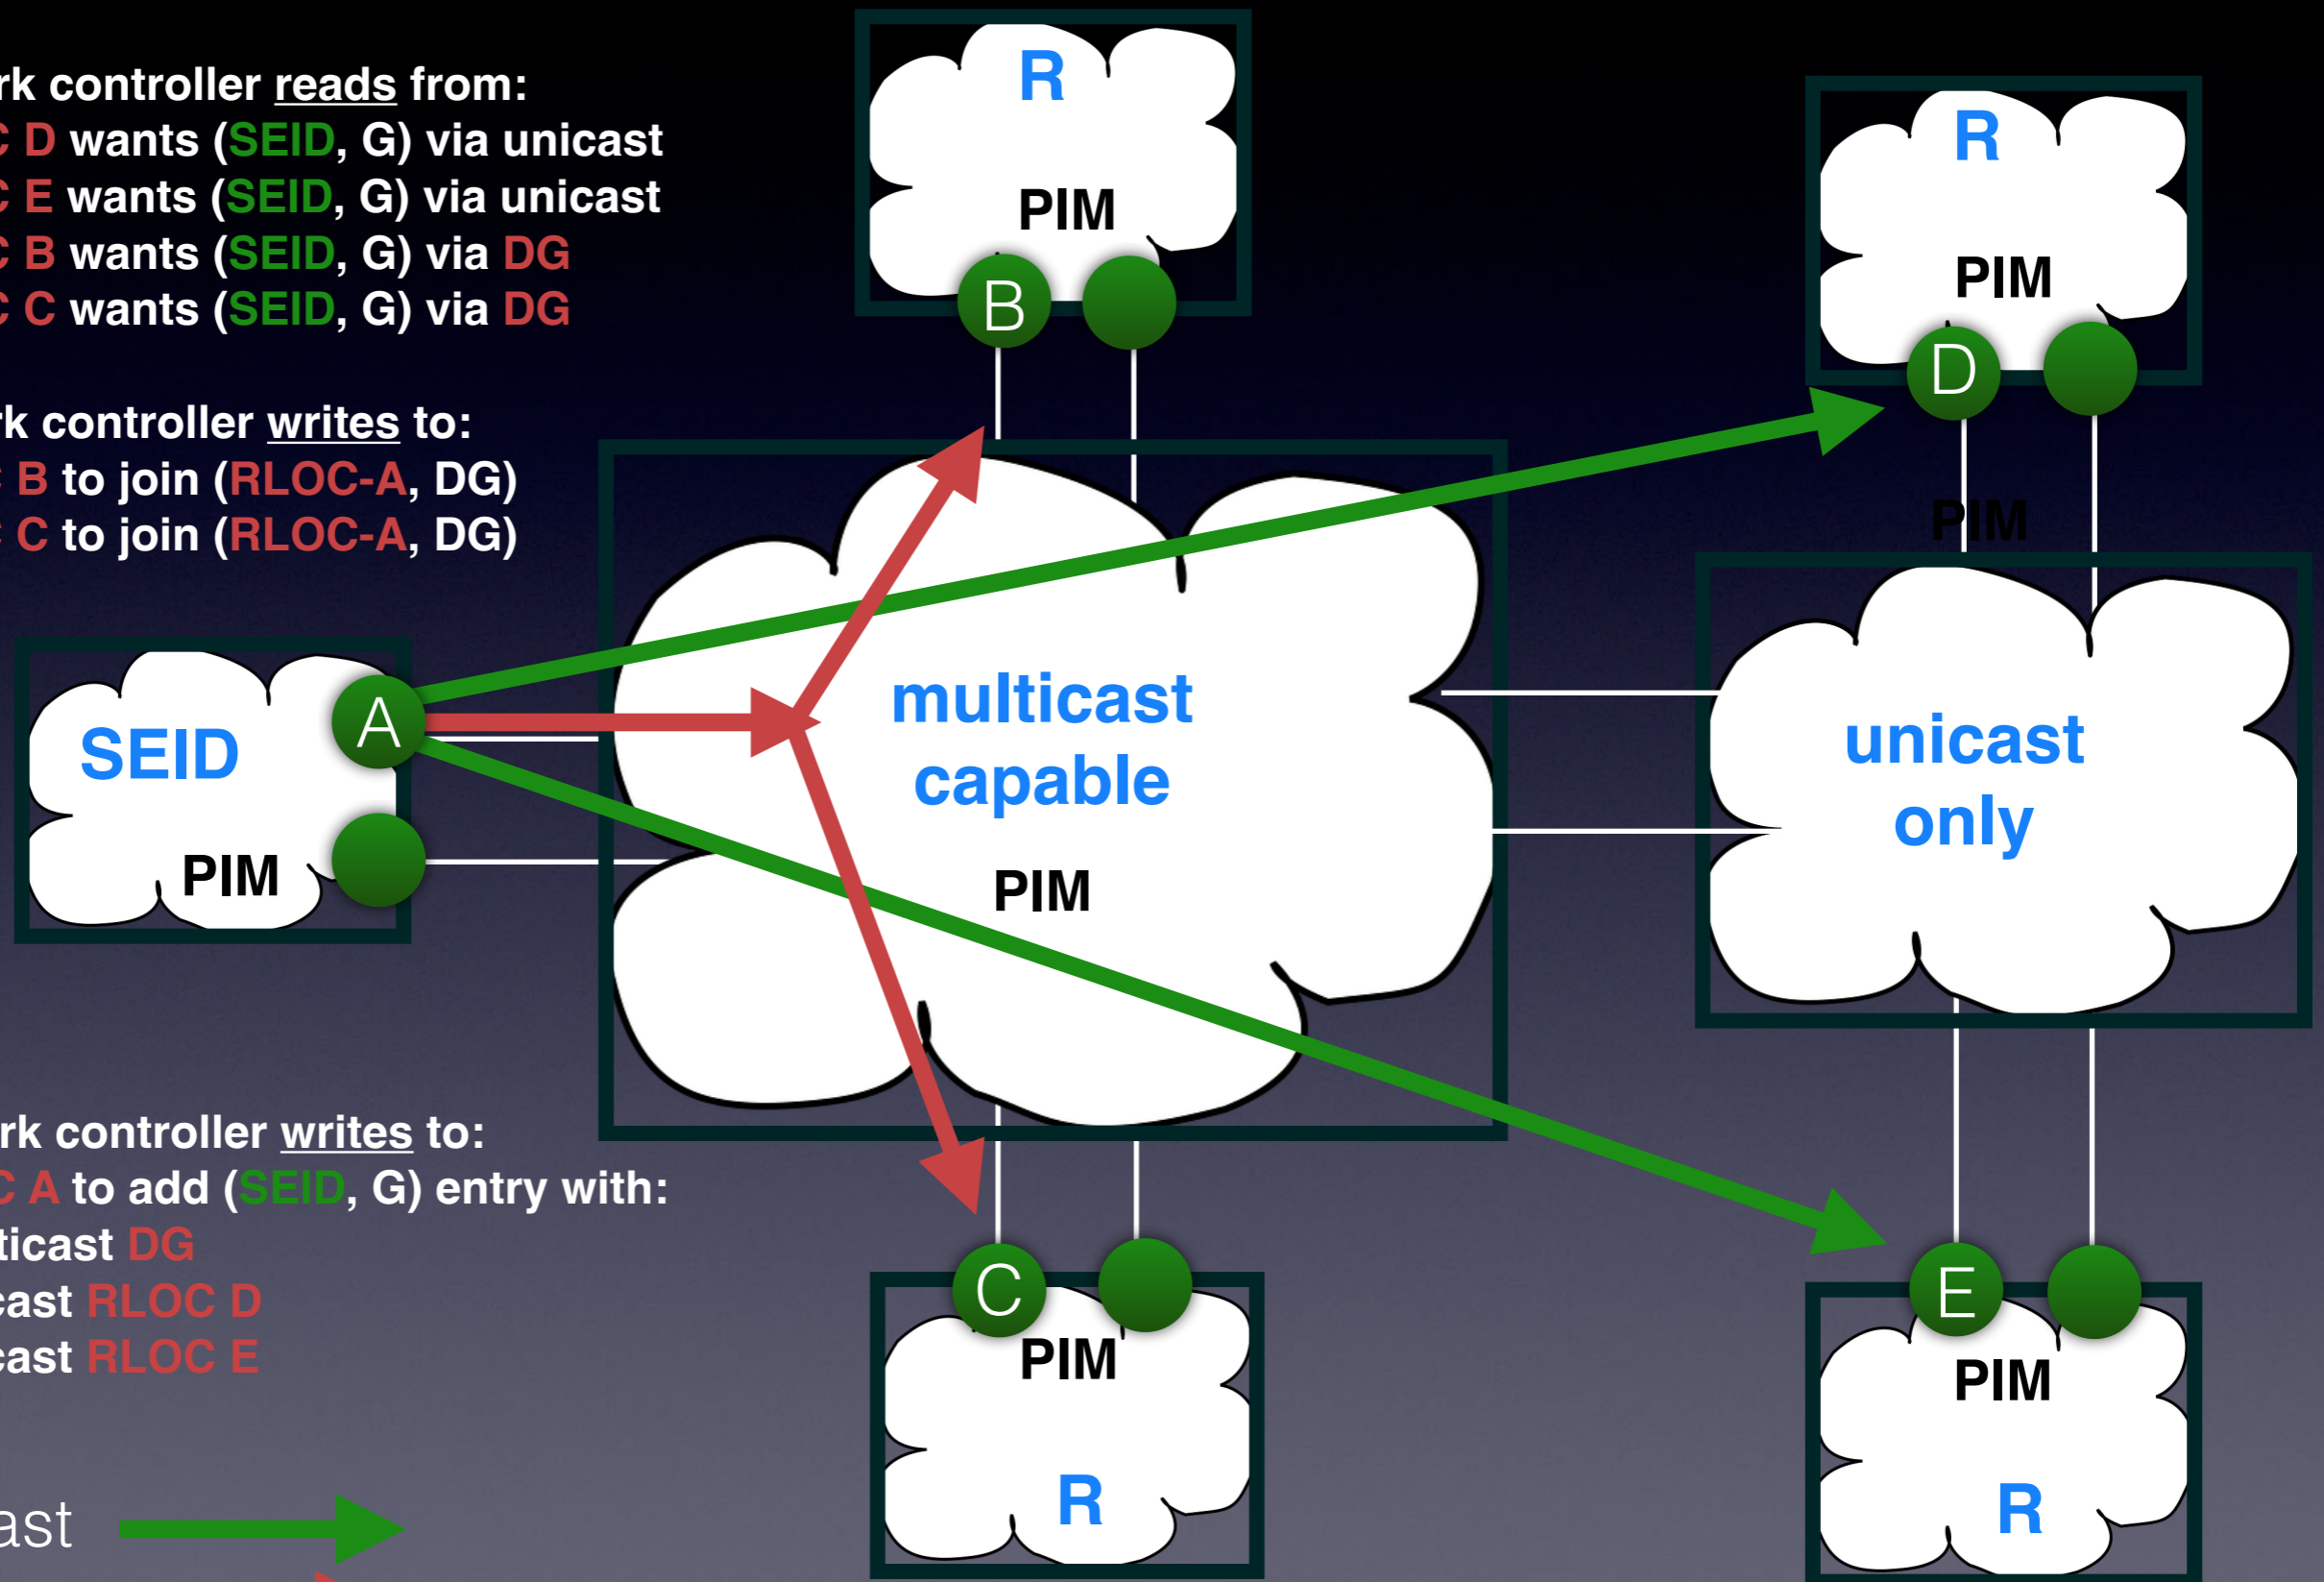 rk controller reads from:
C D wants (SEID, G) via unicast
C E wants (SEID, G) via unicast
C B wants (SEID, G) via DG
C C wants (SEID, G) via DG
rk controller writes to:
C B to join (RLOC-A, DG)
C C to join (RLOC-A, DG)
R
PIM
B
R
PIM
D
PIM
SEID
A
PIM
multicast
capable
PIM
unicast
only
rk controller writes to:
C A to add (SEID, G) entry with:
ticast DG
cast RLOC D
cast RLOC E
C
PIM
R
E
PIM
R
ast